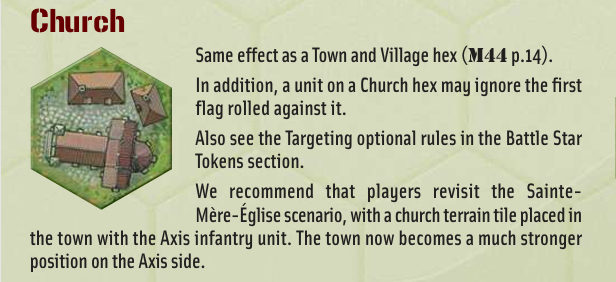 Church
Same effect as a Town and Village hex (M44 p.14).
In addition, a unit on a Church hex may ignore the first
flag rolled against it.
Also see the Targeting optional rules in the Battle Star
Tokens section.
We recommend that players revisit the Sainte-
Mère-Église scenario, with a church terrain tile placed in
the town with the Axis infantry unit. The town now becomes a much stronger
position on the Axis side.